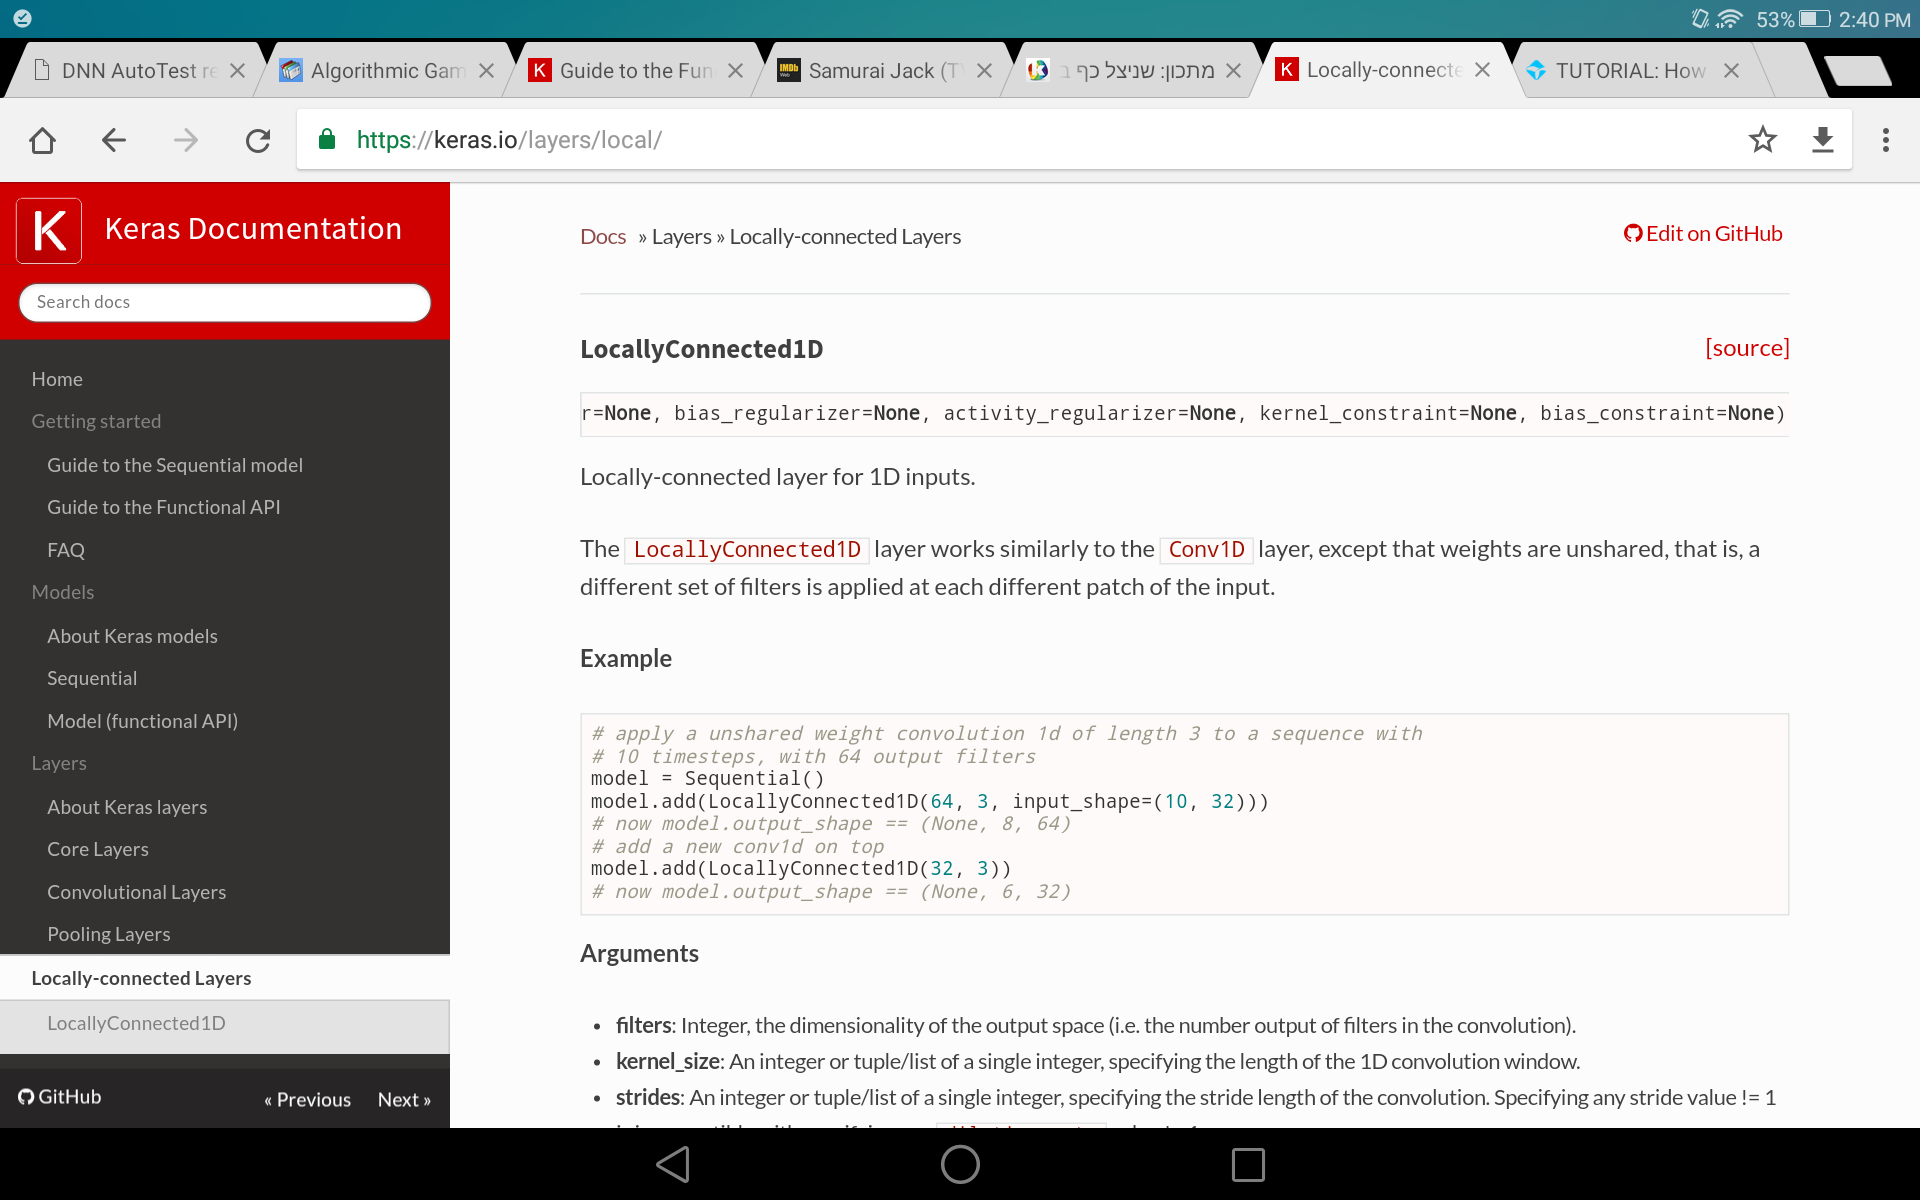 53% 2:40 PM
DNN AutoTest re
Algorithmic Gam
Guide to the Fun
Samurai Jack (T
מתכון: שניצל כף ב
Locally-connecte
TUTORIAL: How
https://keras.io/layers/local/
K Keras Documentation
Search docs
Home
Getting started
Guide to the Sequential model
Guide to the Functional API
FAQ
Models
About Keras models
Sequential
Model (functional API)
Layers
About Keras layers
Core Layers
Convolutional Layers
Pooling Layers
Locally-connected Layers
LocallyConnected1D
GitHub « Previous Next »
Docs » Layers » Locally-connected Layers
Edit on GitHub
LocallyConnected1D [source]
r=None, bias_regularizer=None, activity_regularizer=None, kernel_constraint=None, bias_constraint=None)
Locally-connected layer for 1D inputs.
The LocallyConnected1D layer works similarly to the Conv1D layer, except that weights are unshared, that is, a
different set of filters is applied at each different patch of the input.
Example
# apply a unshared weight convolution 1d of length 3 to a sequence with
# 10 timesteps, with 64 output filters
model = Sequential()
model.add(LocallyConnected1D(64, 3, input_shape=(10, 32)))
# now model.output_shape == (None, 8, 64)
# add a new conv1d on top
model.add(LocallyConnected1D(32, 3))
# now model.output_shape == (None, 6, 32)
Arguments
• filters: Integer, the dimensionality of the output space (i.e. the number output of filters in the convolution).
• kernel_size: An integer or tuple/list of a single integer, specifying the length of the 1D convolution window.
• strides: An integer or tuple/list of a single integer, specifying the stride length of the convolution. Specifying any stride value != 1